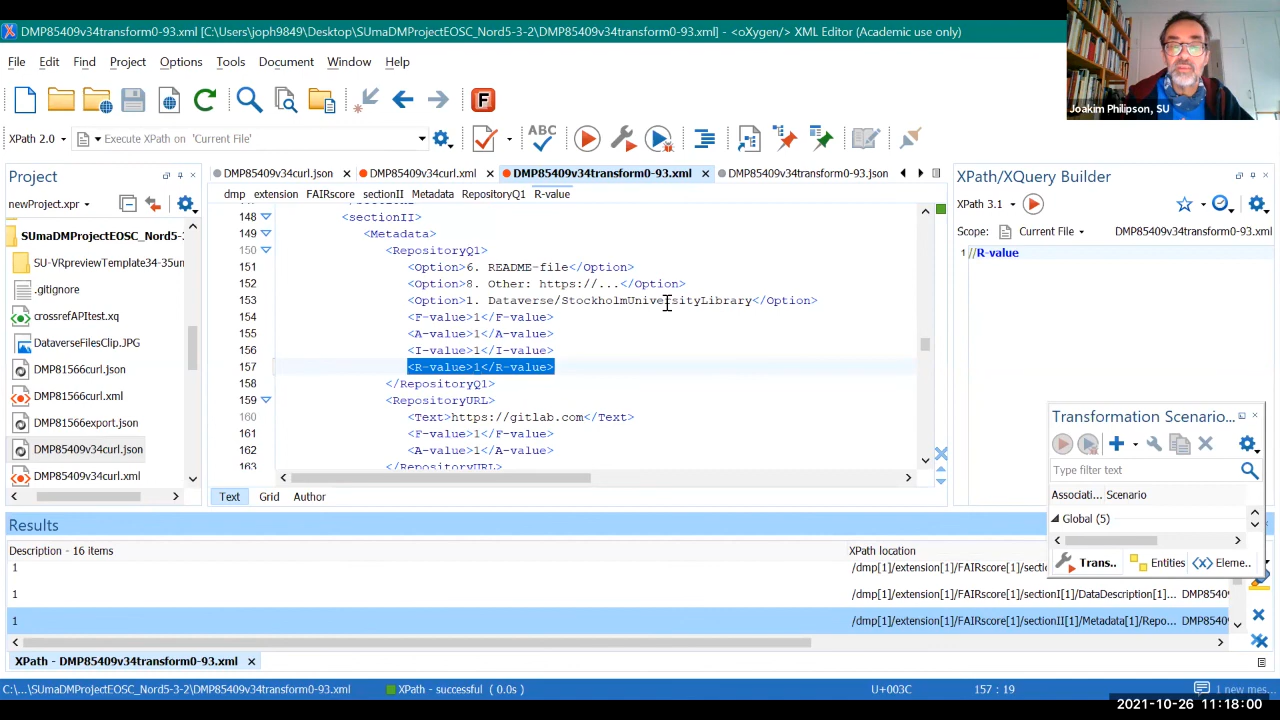 DMP85409v34transform0-93.xml [C:\Users\joph9849\Desktop\SUmaDMProjectEOSC_Nord5-3-2\DMP85409v34transform0-93.xml] - <oXygen/> XML Editor (Academic use only)
Joakim Philipson, SU
File Edit Find Project Options Tools Document Window Help
F
XPath 2.0 Execute XPath on 'Current File'
ABC
Project
newProject.xpr
SUmaDMProjectEOSC_Nord5-3-
SU-VRpreviewTemplate34-35um
.gitignore
crossrefAPItest.xq
DataverseFilesClip.JPG
DMP81566curl.json
DMP81566curl.xml
DMP81566export.json
DMP85409v34curl.json
DMP85409v34curl.xml
DMP85409v34curl.json DMP85409v34curl.xml DMP85409v34transform0-93.xml DMP85409v34transform0-93.json
dmp extension FAIRscore sectionII Metadata RepositoryQ1 R-value
148 <sectionII>
149 <Metadata>
150 <RepositoryQ1>
151 <Option>6. README-file</Option>
152 <Option>8. Other: https://...</Option>
153 <Option>1. Dataverse/StockholmUniversityLibrary</Option>
154 <F-value>1</F-value>
155 <A-value>1</A-value>
156 <I-value>1</I-value>
157 <R-value>1</R-value>
158 </RepositoryQ1>
159 <RepositoryURL>
160 <Text>https://gitlab.com</Text>
161 <F-value>1</F-value>
162 <A-value>1</A-value>
163 </RepositoryURL>
Text Grid Author
XPath/XQuery Builder
XPath 3.1
Scope: Current File DMP85409v34transform0-93.xml
1 //R-value
Transformation Scenario...
Type filter text
Associati... Scenario
Global (5)
Trans.. Entities Eleme..
Results
Description - 16 items XPath location
1 /dmp[1]/extension[1]/FAIRscore[1]/secti
1 /dmp[1]/extension[1]/FAIRscore[1]/sectionI[1]/DataDescription[1]... DMP85409
1 /dmp[1]/extension[1]/FAIRscore[1]/sectionII[1]/Metadata[1]/Repo... DMP85409
XPath - DMP85409v34transform0-93.xml
C:\...\SUmaDMProjectEOSC_Nord5-3-2\DMP85409v34transform0-93.xml XPath - successful ( 0.0s ) U+003C 157 : 19 1 new mes...
2021-10-26 11:18:00